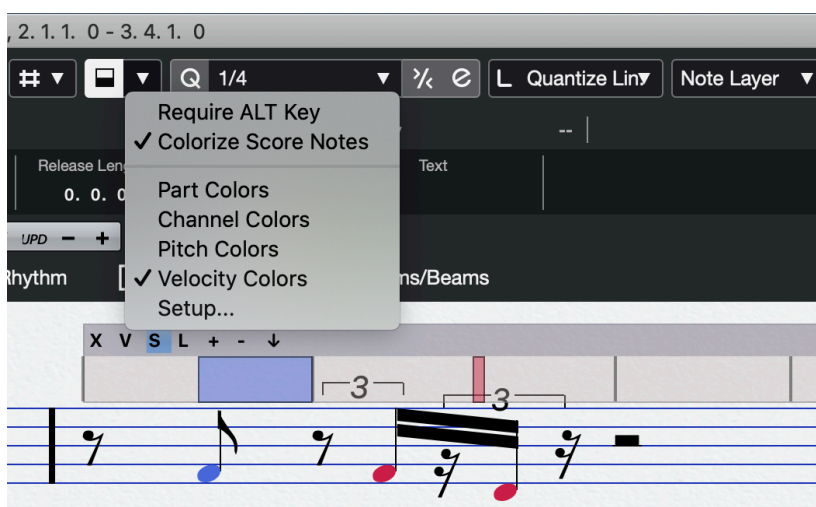 , 2. 1. 1. 0 - 3. 4. 1. 0
Q 1/4 L Quantize Lin Note Layer
Require ALT Key
Colorize Score Notes
--
Release Len Text
0. 0. 0
Part Colors
Channel Colors
UPD - +
Pitch Colors
Rhythm Velocity Colors ms/Beams
Setup...
X V S L + - ↓
3
3